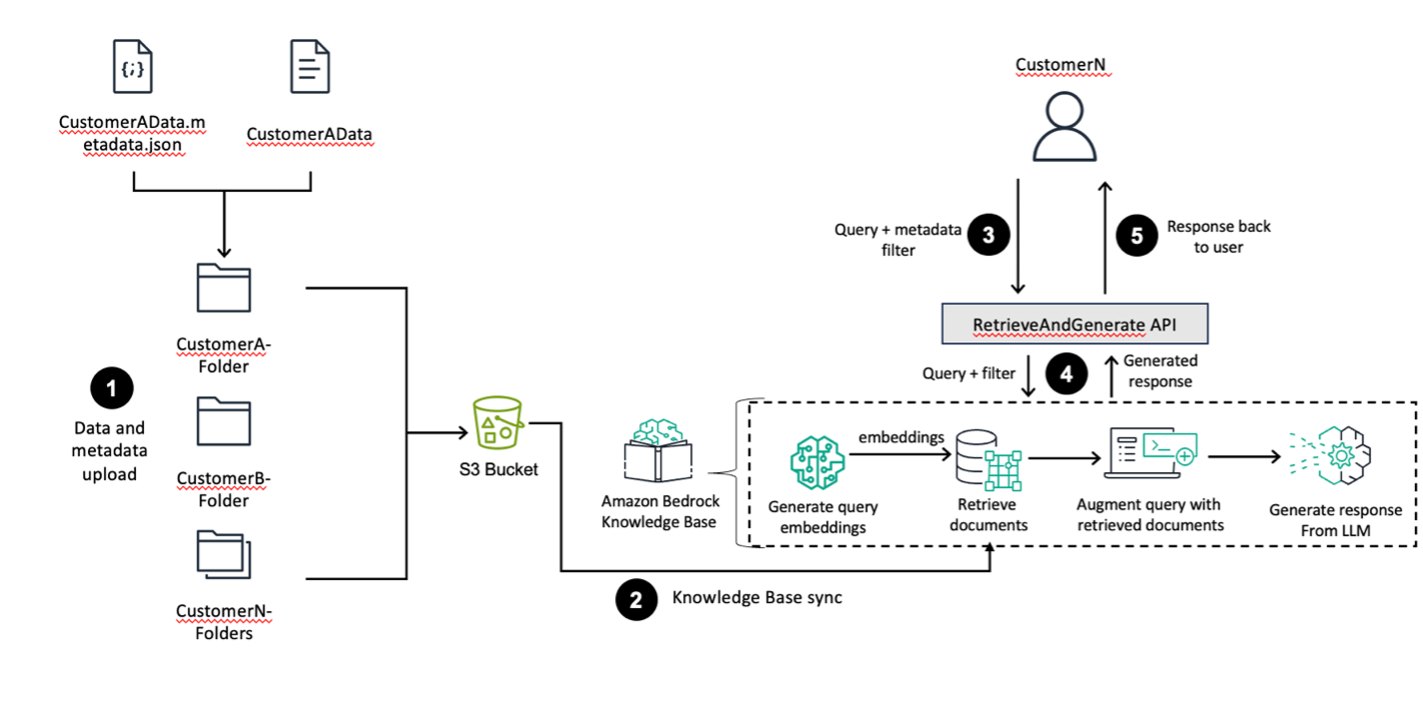 {;}
CustomerAData.m
etadata.json
CustomerAData
CustomerA-
Folder
1
Data and
metadata
upload
CustomerB-
Folder
CustomerN-
Folders
S3 Bucket
2
Knowledge Base sync
CustomerN
Query + metadata
filter
3
5
Response back
to user
RetrieveAndGenerate API
Query + filter
4
Generated
response
Amazon Bedrock
Knowledge Base
Generate query
embeddings
embeddings
Retrieve
documents
Augment query with
retrieved documents
Generate response
From LLM